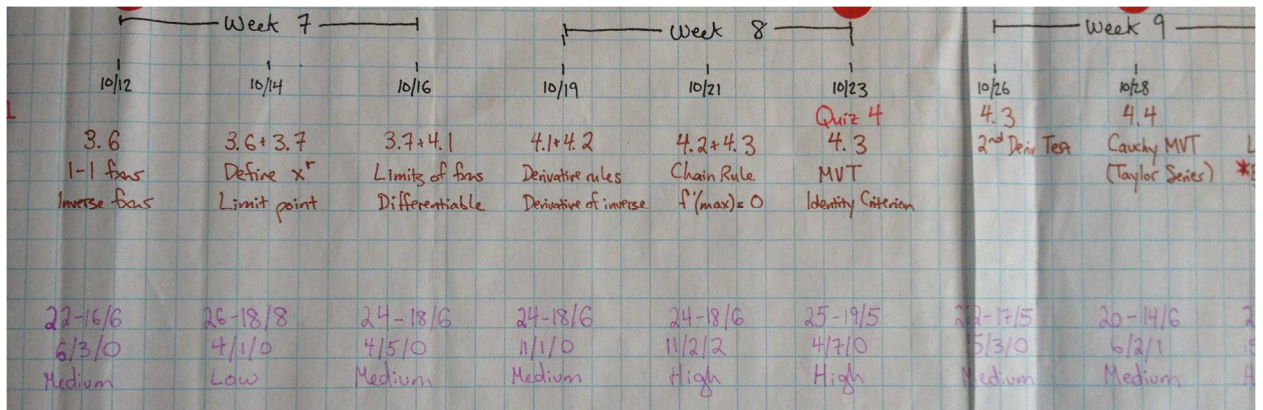 Week 7
Week 8
Week 9
10/12 10/14 10/16 10/19 10/21 10/23 10/26 10/28
Quiz 4 4.3 4.4
3.6 3.6+3.7 3.7+4.1 4.1+4.2 4.2+4.3 4.3 2nd Deriv Test Cauchy MVT
1-1 fxns Define x^r Limits of fxns Derivative rules Chain Rule MVT (Taylor Series)
Inverse fxns Limit point Differentiable Derivative of inverse f'(max)=0 Identity Criterion
22-16/6 26-18/8 24-18/6 24-18/6 24-18/6 25-19/5 22-17/5 20-14/6
6/3/0 4/1/0 4/5/0 11/1/0 11/2/2 4/7/0 5/3/0 6/2/1
Medium Low Medium Medium High High Medium Medium